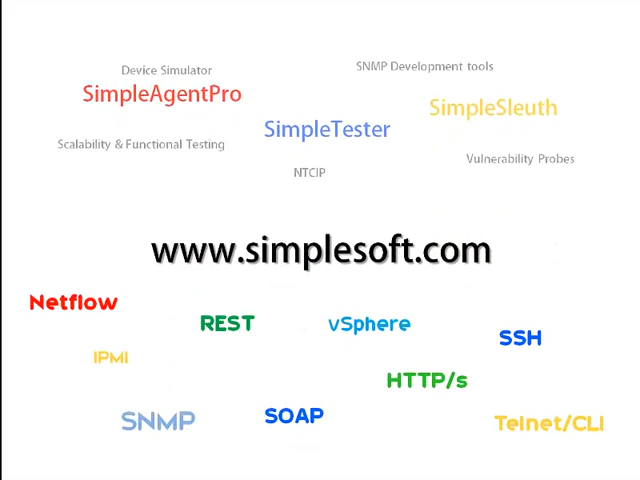 SNMP Development tools
Device Simulator
SimpleAgentPro
SimpleSleuth
SimpleTester
Scalability & Functional Testing
Vulnerability Probes
NTCIP
www.simplesoft.com
Netflow
REST
vSphere
SSH
IPMI
HTTP/s
SNMP
SOAP
Telnet/CLI